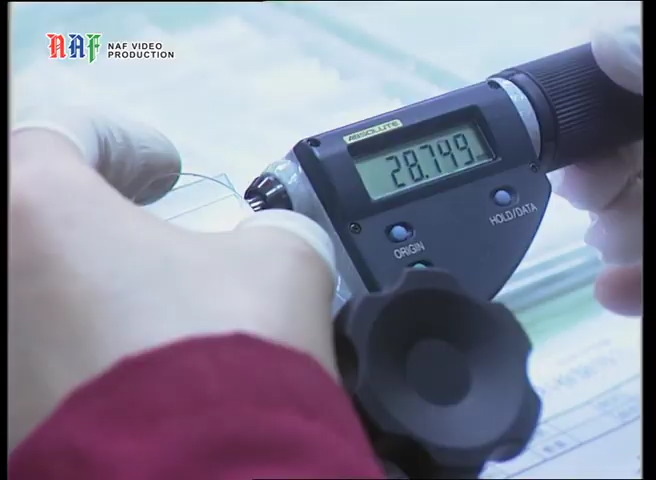 NAF
NAF VIDEO
PRODUCTION
ABSOLUTE
28.749
HOLD/DATA
ORIGIN